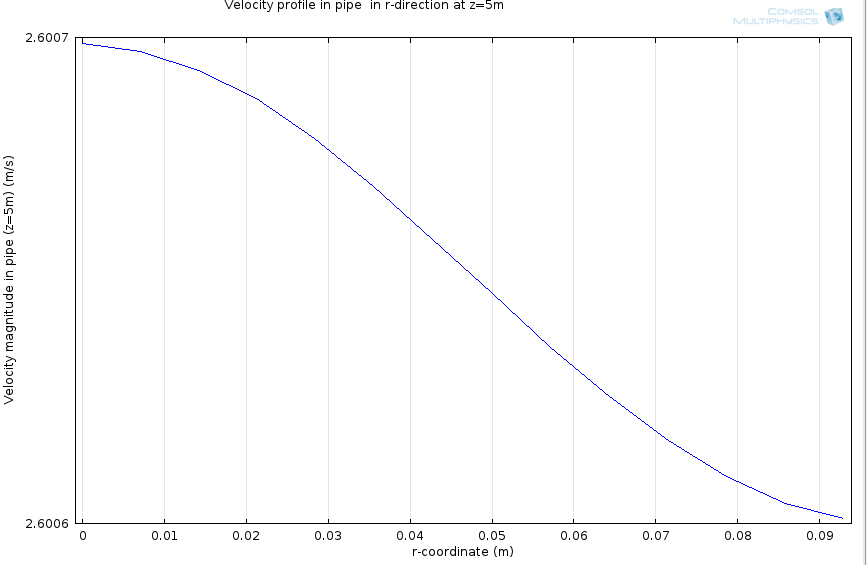 Velocity profile in pipe in r-direction at z=5m
COMSOL
MULTIPHYSICS
2.6007
2.6006
Velocity magnitude in pipe (z=5m) (m/s)
0 0.01 0.02 0.03 0.04 0.05 0.06 0.07 0.08 0.09
r-coordinate (m)